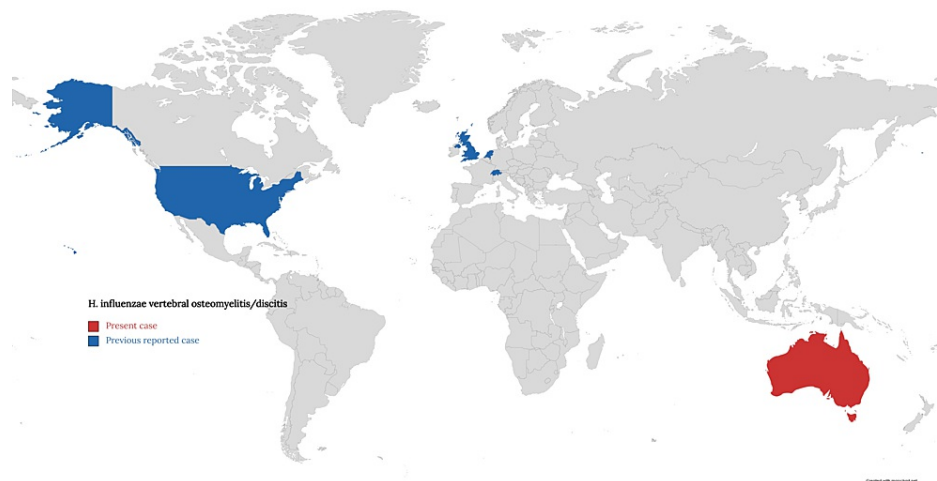 H. influenzae vertebral osteomyelitis/discitis
Present case
Previous reported case